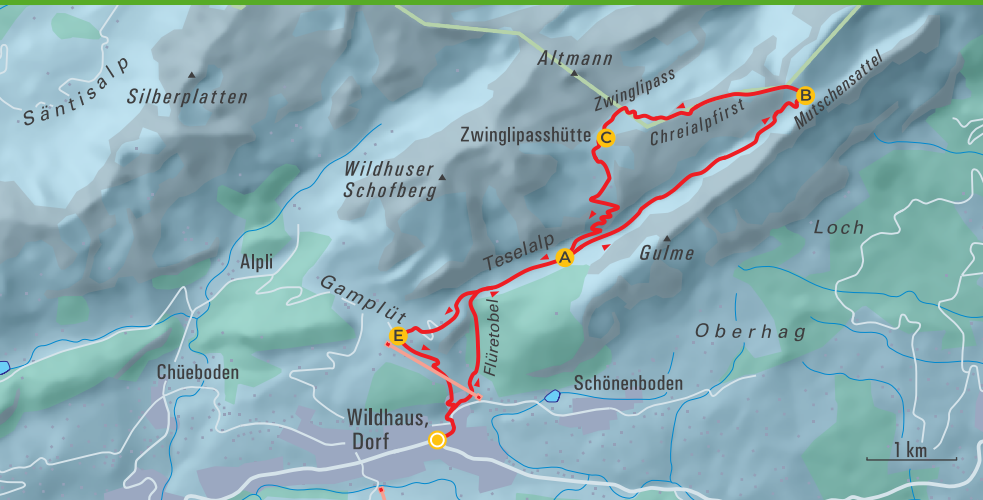 Altmann
Säntisalp
Silberplatten
Zwinglipass
B
Mutschensattel
Chreialpfirst
Zwinglipasshütte
C
Wildhuser
Schofberg
Loch
Teselalp
A
Gulme
Alpli
Gamplüt
Flüretobel
E
Oberhag
Chüeboden
Schönenboden
Wildhaus,
Dorf
1 km